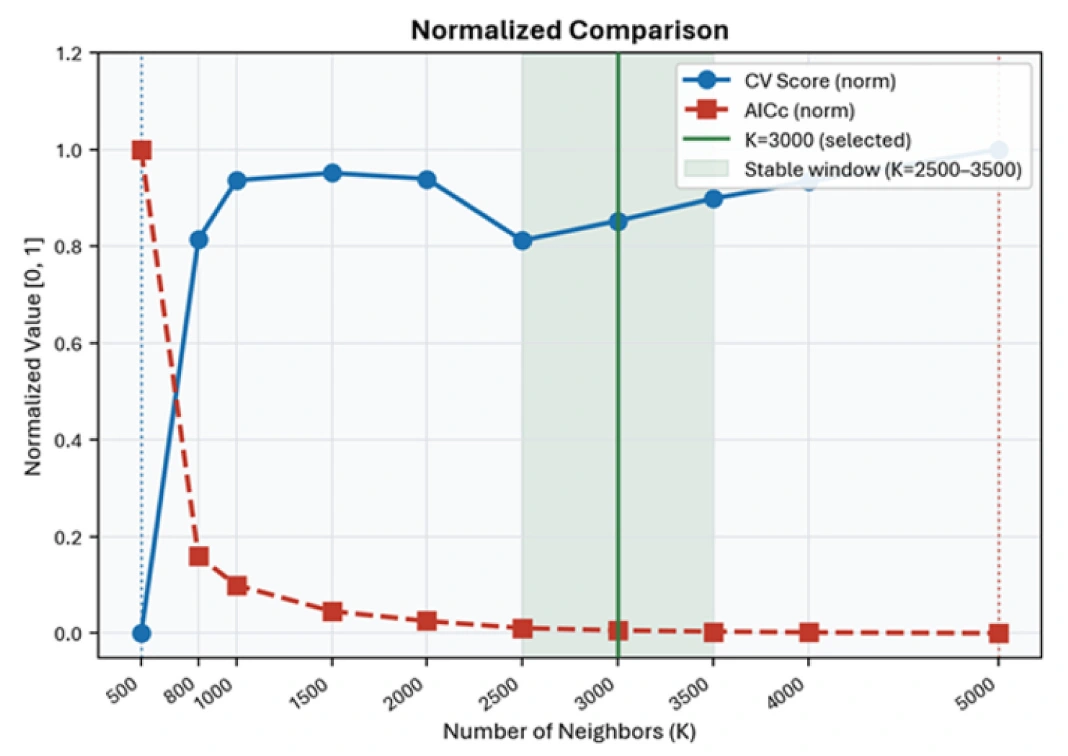 Normalized Comparison
CV Score (norm)
AICc (norm)
K=3000 (selected)
Stable window (K=2500–3500)
Normalized Value [0, 1]
1.2
1.0
0.8
0.6
0.4
0.2
0.0
500 800 1000 1500 2000 2500 3000 3500 4000 5000
Number of Neighbors (K)